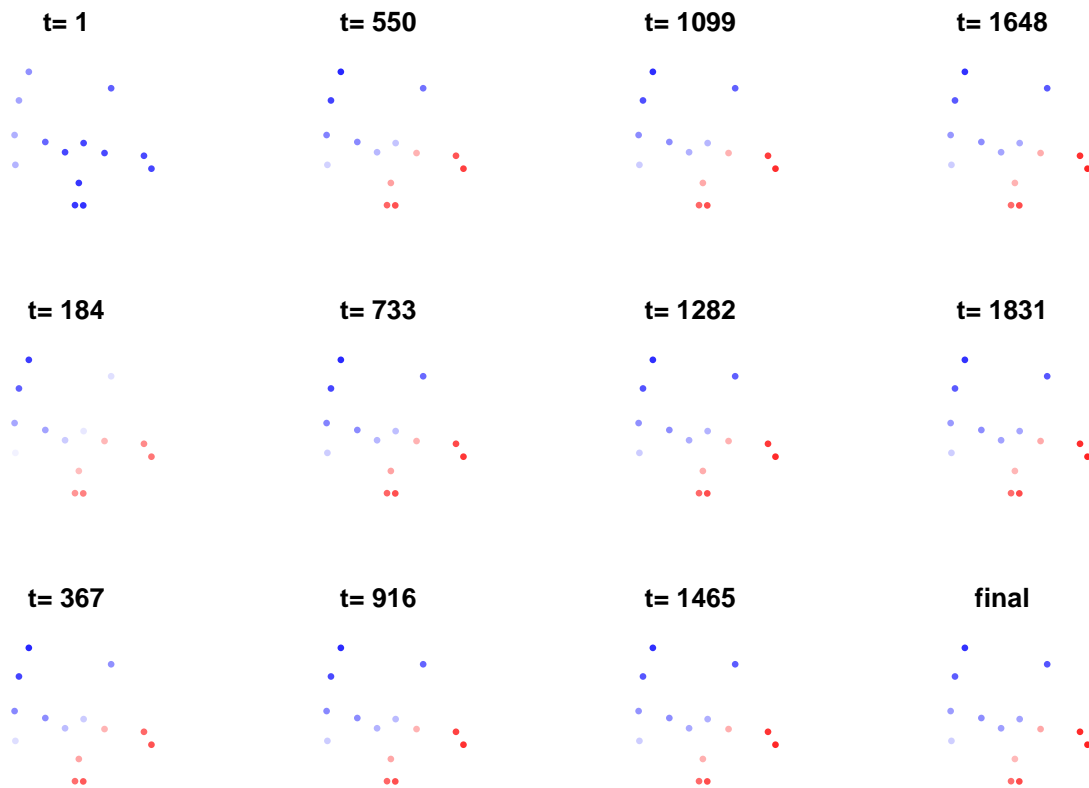 t= 1
t= 550
t= 1099
t= 1648
t= 184
t= 733
t= 1282
t= 1831
t= 367
t= 916
t= 1465
final